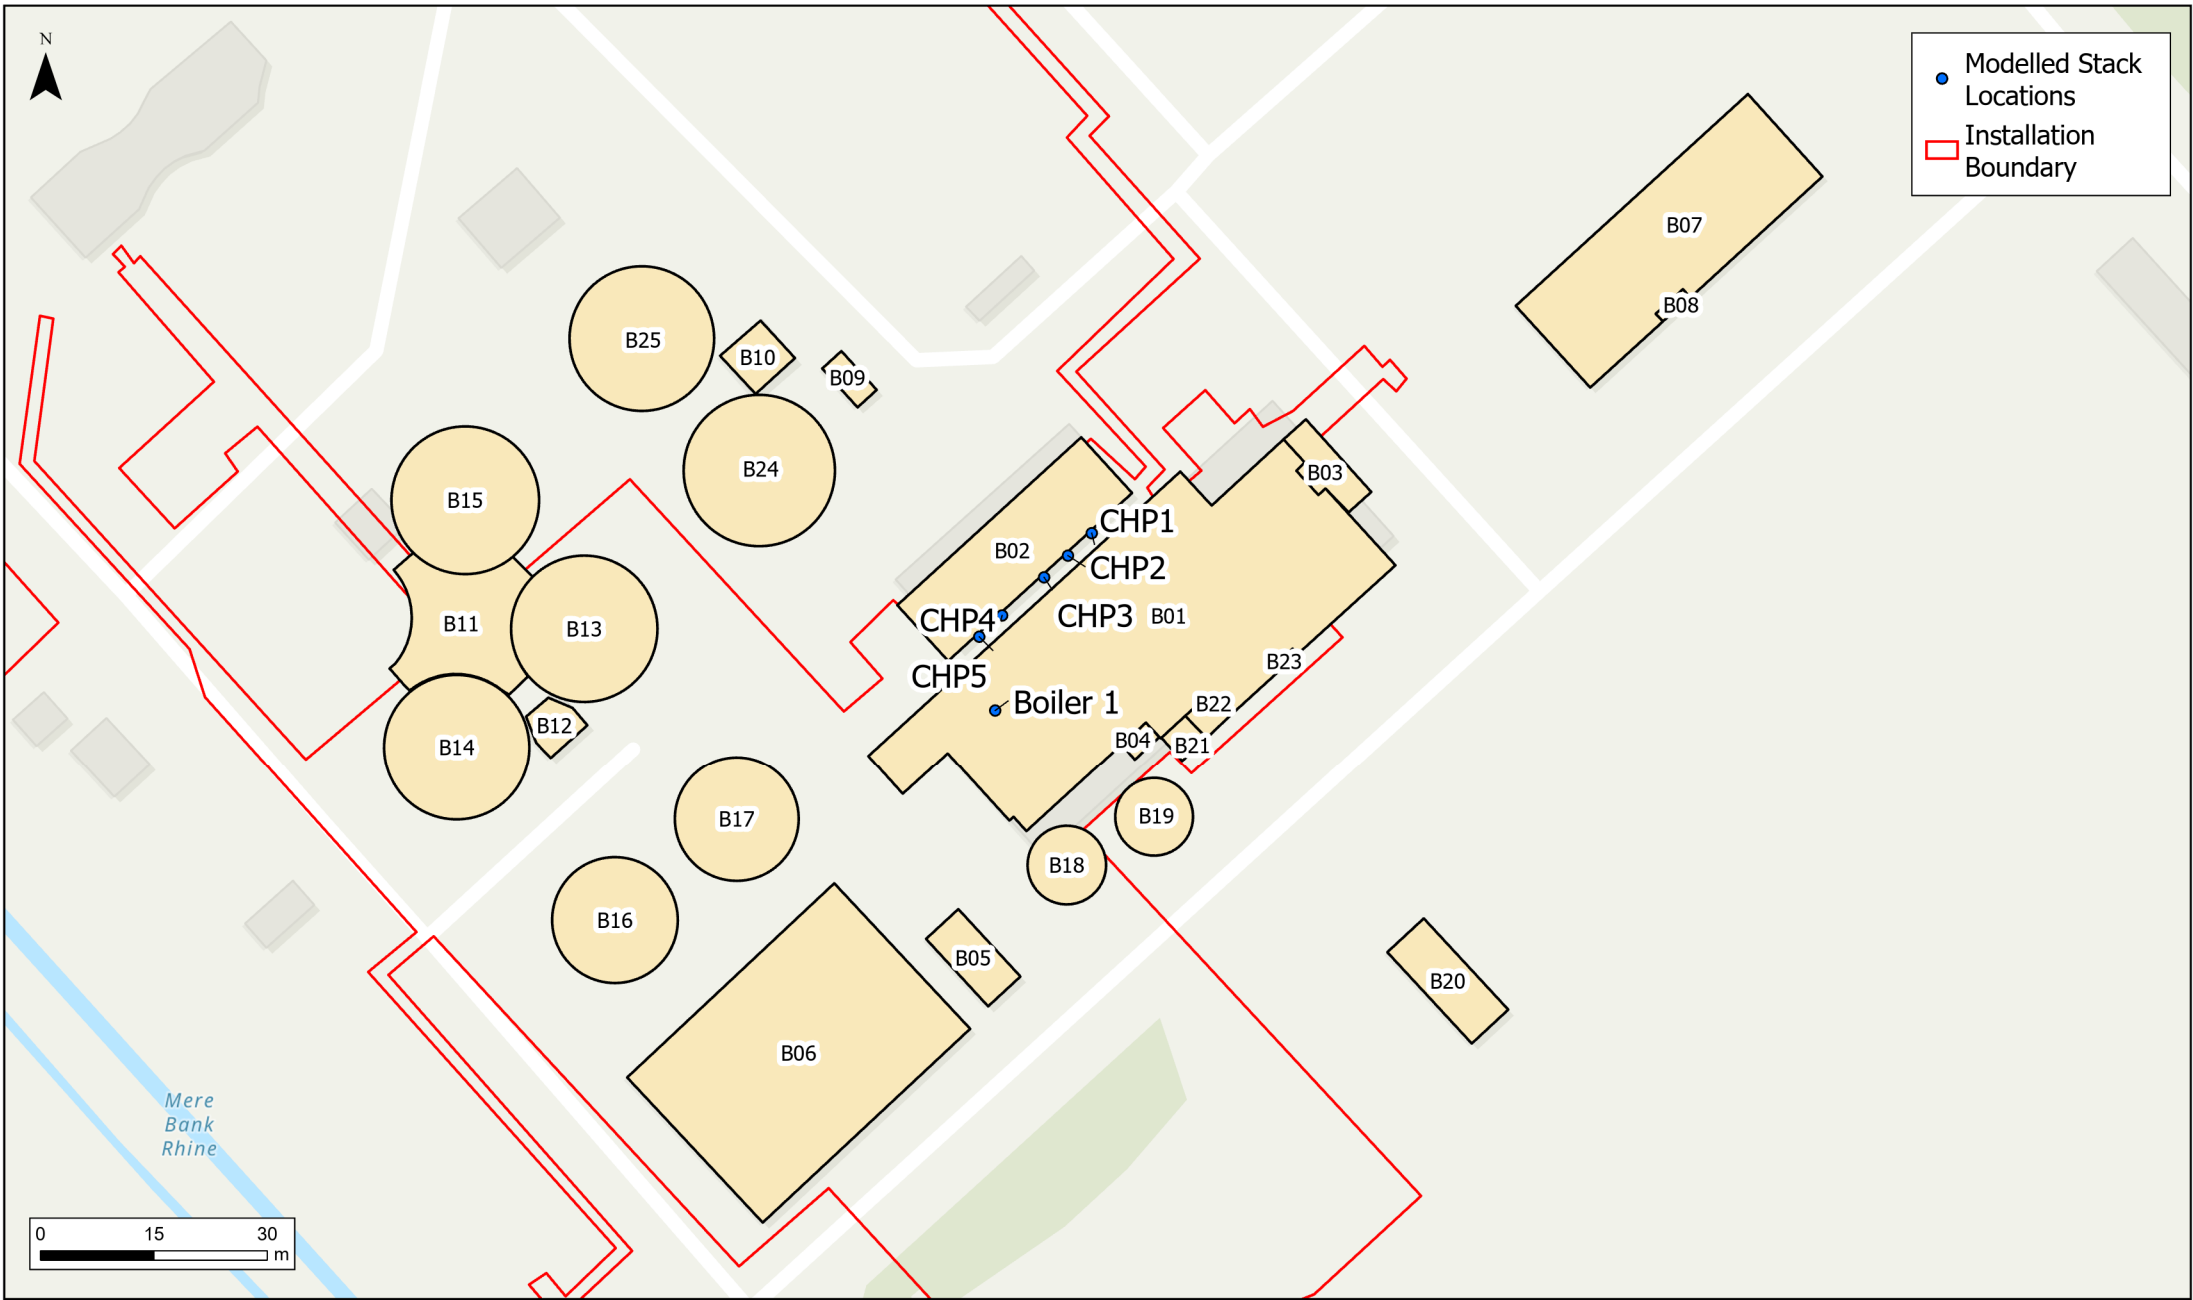 N
Modelled Stack
Locations
Installation
Boundary
B07
B08
B25
B10
B09
B24
B15
B03
CHP1
B02
CHP2
CHP4
CHP3
B01
B11
B13
CHP5
B23
Boiler 1
B22
B12
B14
B04
B21
B17
B19
B18
B16
B05
B20
B06
Mere
Bank
Rhine
0 15 30
m